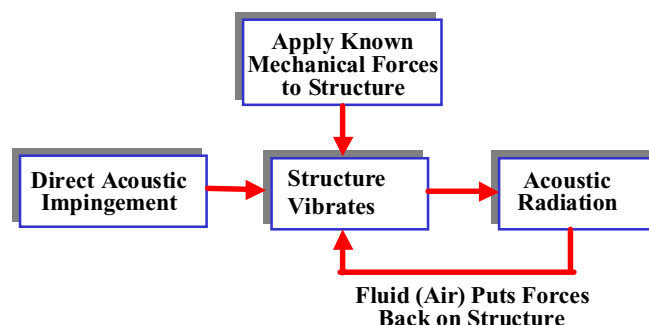 Apply Known
Mechanical Forces
to Structure
Direct Acoustic
Impingement
Structure
Vibrates
Acoustic
Radiation
Fluid (Air) Puts Forces
Back on Structure